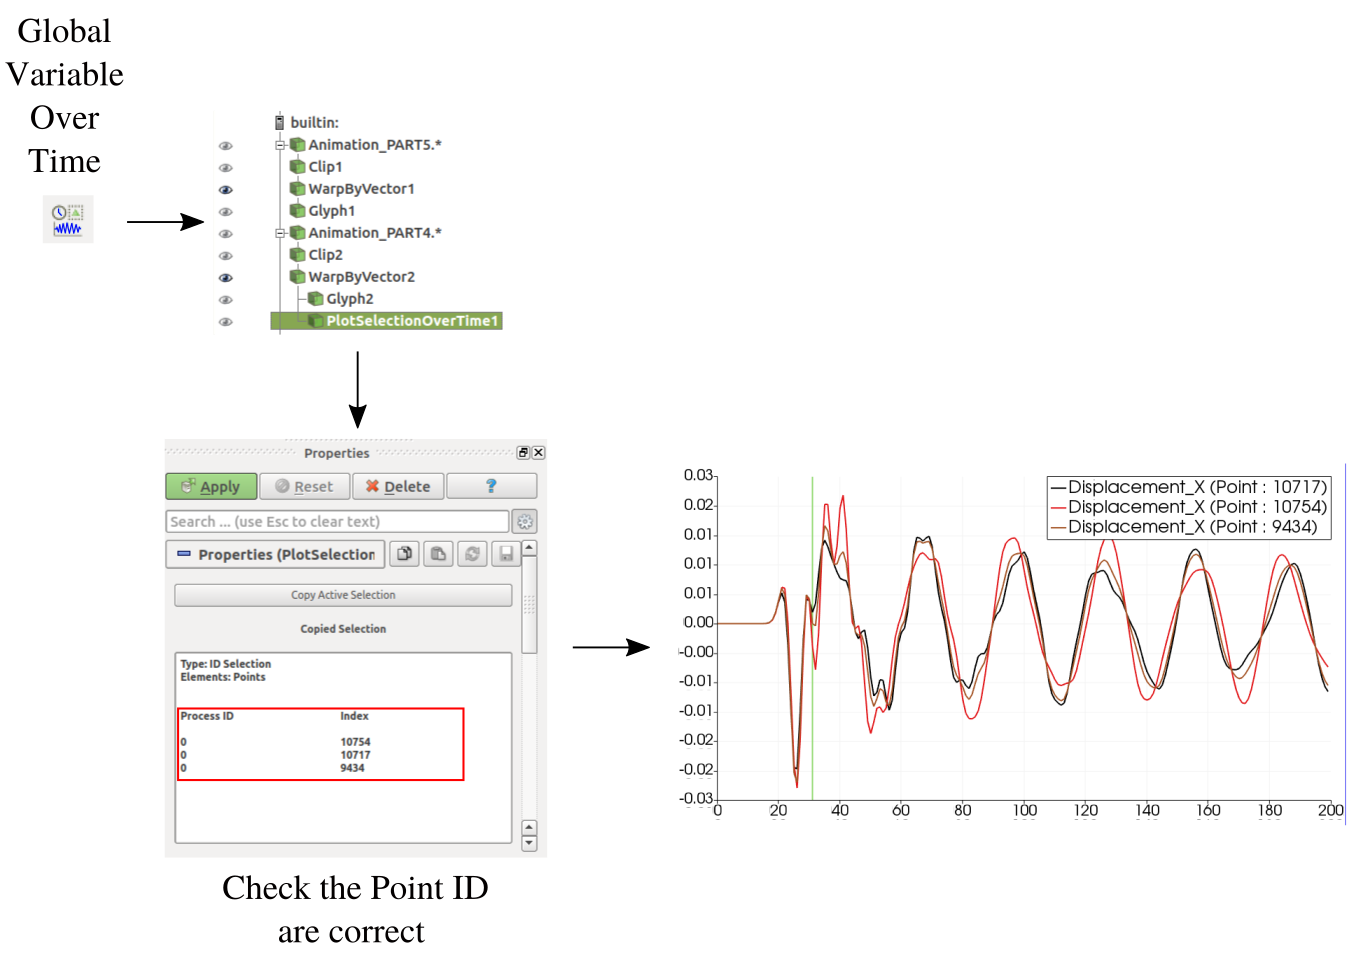 Global
Variable
Over
Time
builtin:
Animation_PART5.*
Clip1
WarpByVector1
Glyph1
Animation_PART4.*
Clip2
WarpByVector2
Glyph2
PlotSelectionOverTime1
Properties
Apply Reset Delete ?
Search ... (use Esc to clear text)
Properties (PlotSelection
Copy Active Selection
Copied Selection
Type: ID Selection
Elements: Points
Process ID Index
0 10754
0 10717
0 9434
Check the Point ID
are correct
Displacement_X (Point : 10717)
Displacement_X (Point : 10754)
Displacement_X (Point : 9434)
0.03
0.02
0.01
0.01
0.01
0.00
-0.00
-0.01
-0.01
-0.02
-0.02
-0.03
0 20 40 60 80 100 120 140 160 180 200